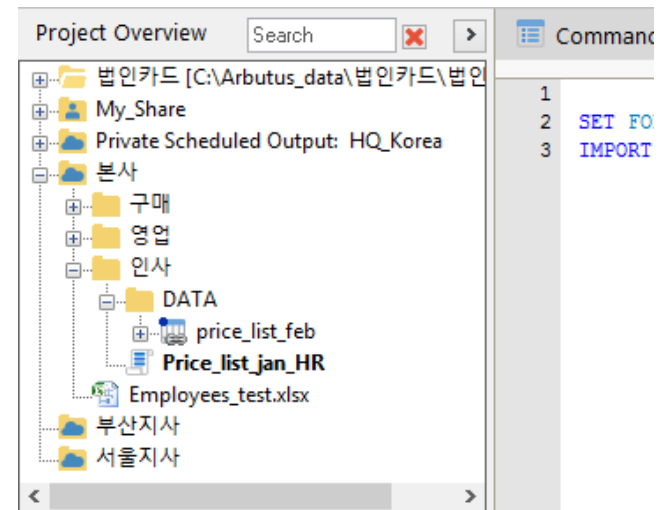 Project Overview
Search
Command
법인카드 [C:\Arbutus_data\법인카드\법인
My_Share
Private Scheduled Output: HQ_Korea
본사
구매
영업
인사
DATA
price_list_feb
Price_list_jan_HR
Employees_test.xlsx
부산지사
서울지사
1
2 SET FO
3 IMPORT